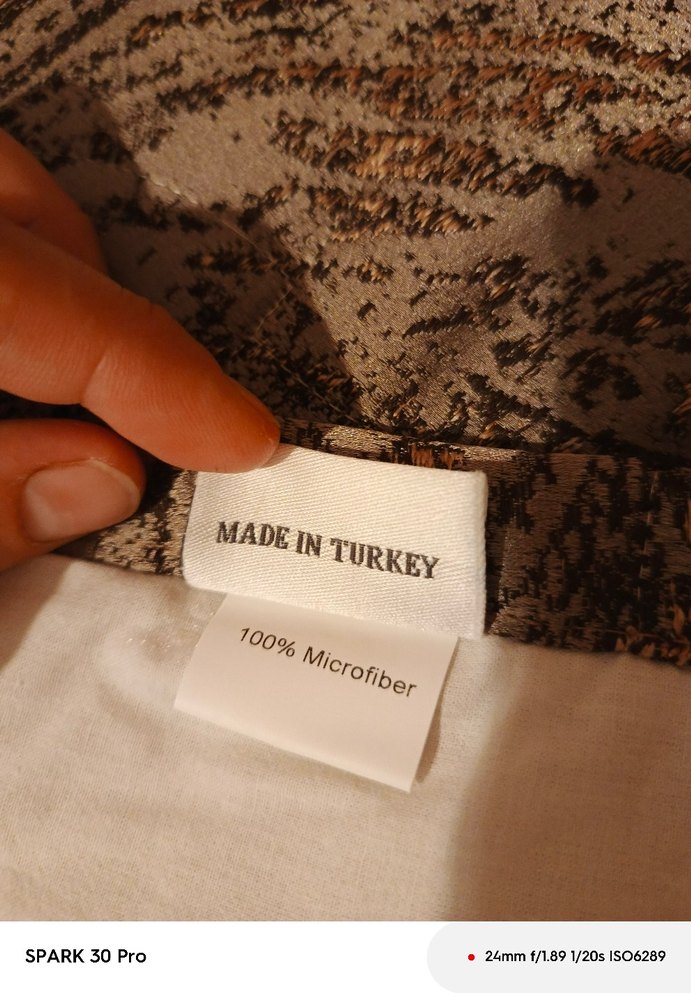 MADE IN TURKEY
100% Microfiber
SPARK 30 Pro
24mm f/1.89 1/20s ISO6289